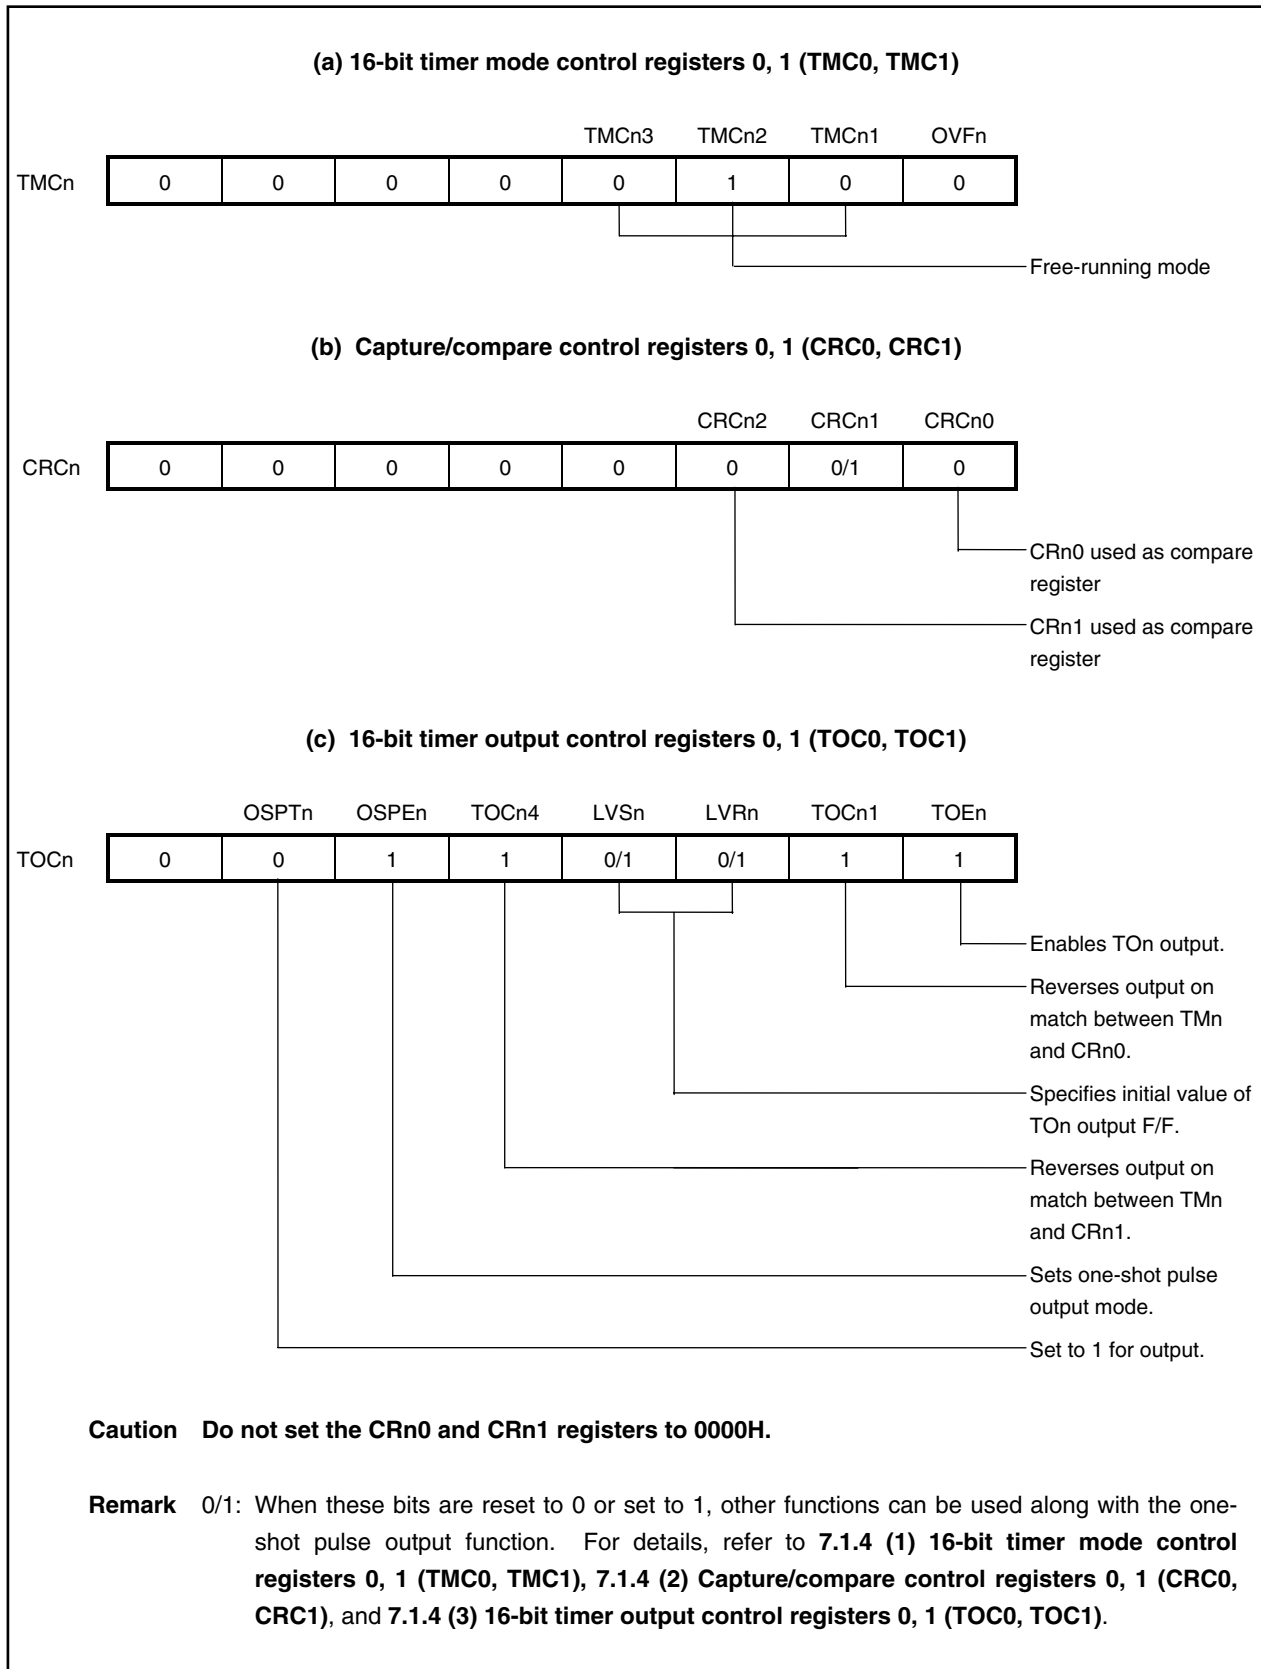 (a) 16-bit timer mode control registers 0, 1 (TMC0, TMC1)
TMCn3 TMCn2 TMCn1 OVFn
TMCn 0 0 0 0 0 1 0 0
Free-running mode
(b) Capture/compare control registers 0, 1 (CRC0, CRC1)
CRCn2 CRCn1 CRCn0
CRCn 0 0 0 0 0 0 0/1 0
CRn0 used as compare
register
CRn1 used as compare
register
(c) 16-bit timer output control registers 0, 1 (TOC0, TOC1)
OSPTn OSPEn TOCn4 LVSn LVRn TOCn1 TOEn
TOCn 0 0 1 1 0/1 0/1 1 1
Enables TOn output.
Reverses output on
match between TMn
and CRn0.
Specifies initial value of
TOn output F/F.
Reverses output on
match between TMn
and CRn1.
Sets one-shot pulse
output mode.
Set to 1 for output.
Caution Do not set the CRn0 and CRn1 registers to 0000H.
Remark 0/1: When these bits are reset to 0 or set to 1, other functions can be used along with the one-
shot pulse output function. For details, refer to 7.1.4 (1) 16-bit timer mode control
registers 0, 1 (TMC0, TMC1), 7.1.4 (2) Capture/compare control registers 0, 1 (CRC0,
CRC1), and 7.1.4 (3) 16-bit timer output control registers 0, 1 (TOC0, TOC1).